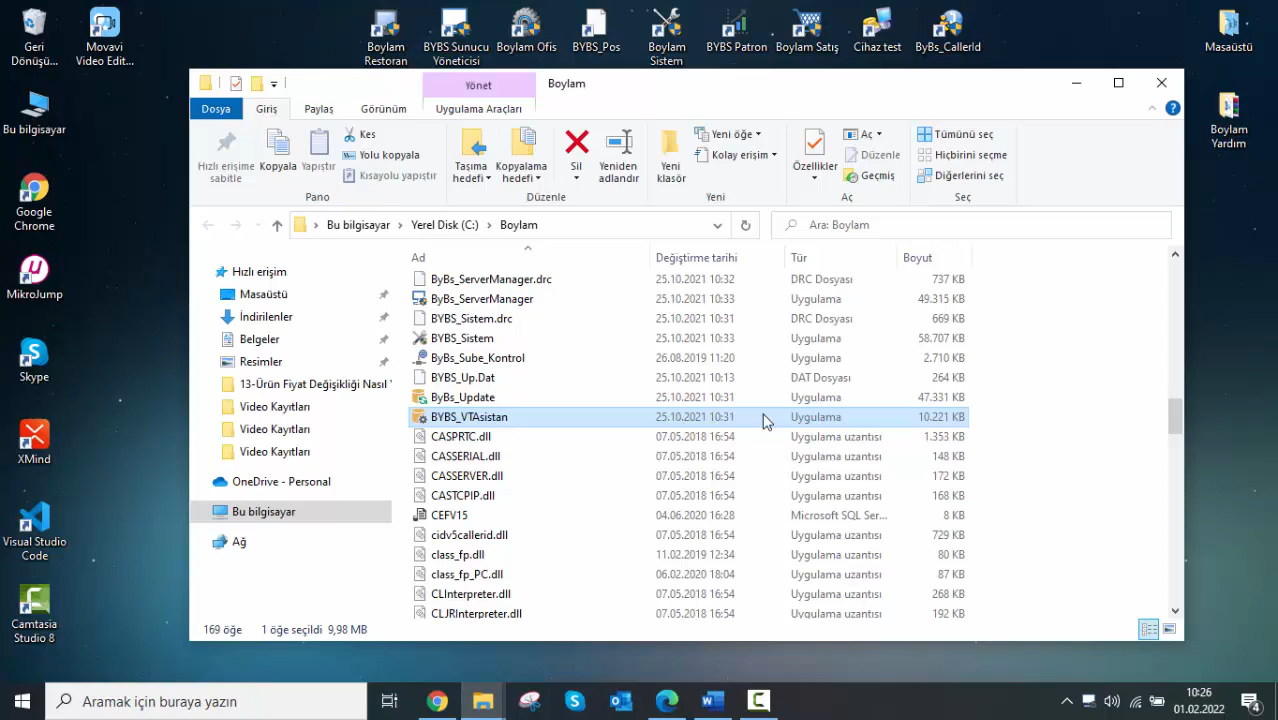 Geri
Dönüşü...
Movavi
Video Edit...
Boylam
Restoran
BYBS Sunucu
Yöneticisi
Boylam Ofis
BYBS_Pos
Boylam
Sistem
BYBS Patron
Boylam Satış
Cihaz test
ByBs_CallerId
Masaüstü
Bu bilgisayar
Google
Chrome
MikroJump
Skype
XMind
Visual Studio
Code
Camtasia
Studio 8
Boylam
Yardım
Yönet
Boylam
Dosya
Giriş
Paylaş
Görünüm
Uygulama Araçları
Hızlı erişime
sabitle
Kopyala
Yapıştır
Kes
Yolu kopyala
Kısayolu yapıştır
Pano
Taşıma
hedefi
Kopyalama
hedefi
Sil
Yeniden
adlandır
Düzenle
Yeni
klasör
Yeni öğe
Kolay erişim
Yeni
Özellikler
Aç
Düzenle
Geçmiş
Aç
Tümünü seç
Hiçbirini seçme
Diğerlerini seç
Seç
Bu bilgisayar > Yerel Disk (C:) > Boylam
Ara: Boylam
Hızlı erişim
Masaüstü
İndirilenler
Belgeler
Resimler
13-Ürün Fiyat Değişikliği Nasıl
Video Kayıtları
Video Kayıtları
Video Kayıtları
OneDrive - Personal
Bu bilgisayar
Ağ
Ad Değiştirme tarihi Tür Boyut
ByBs_ServerManager.drc 25.10.2021 10:32 DRC Dosyası 737 KB
ByBs_ServerManager 25.10.2021 10:33 Uygulama 49.315 KB
BYBS_Sistem.drc 25.10.2021 10:31 DRC Dosyası 669 KB
BYBS_Sistem 25.10.2021 10:33 Uygulama 58.707 KB
ByBs_Sube_Kontrol 26.08.2019 11:20 Uygulama 2.710 KB
BYBS_Up.Dat 25.10.2021 10:13 DAT Dosyası 264 KB
ByBs_Update 25.10.2021 10:31 Uygulama 47.331 KB
BYBS_VTAsistan 25.10.2021 10:31 Uygulama 10.221 KB
CASPRTC.dll 07.05.2018 16:54 Uygulama uzantısı 1.353 KB
CASSERIAL.dll 07.05.2018 16:54 Uygulama uzantısı 148 KB
CASSERVER.dll 07.05.2018 16:54 Uygulama uzantısı 172 KB
CASTCPIP.dll 07.05.2018 16:54 Uygulama uzantısı 168 KB
CEFV15 04.06.2020 16:28 Microsoft SQL Ser... 8 KB
cidv5callerid.dll 07.05.2018 16:54 Uygulama uzantısı 729 KB
class_fp.dll 11.02.2019 12:34 Uygulama uzantısı 80 KB
class_fp_PC.dll 06.02.2020 18:04 Uygulama uzantısı 87 KB
CLInterpreter.dll 07.05.2018 16:54 Uygulama uzantısı 268 KB
CLJRInterpreter.dll 07.05.2018 16:54 Uygulama uzantısı 192 KB
169 öğe 1 öğe seçildi 9,98 MB
Aramak için buraya yazın
10:26
01.02.2022
4